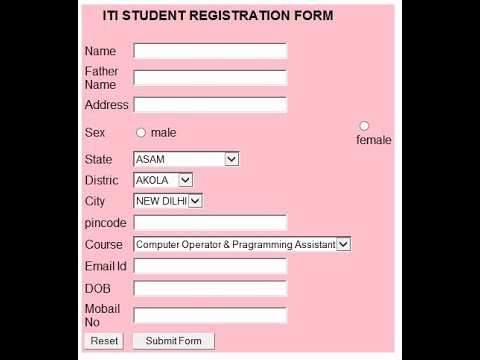 ITI STUDENT REGISTRATION FORM
Name
Father
Name
Address
Sex male
female
State ASAM
Distric AKOLA
City NEW DILHI
pincode
Course Computer Operator & Pragramming Assistant
Email Id
DOB
Mobail
No
Reset Submit Form